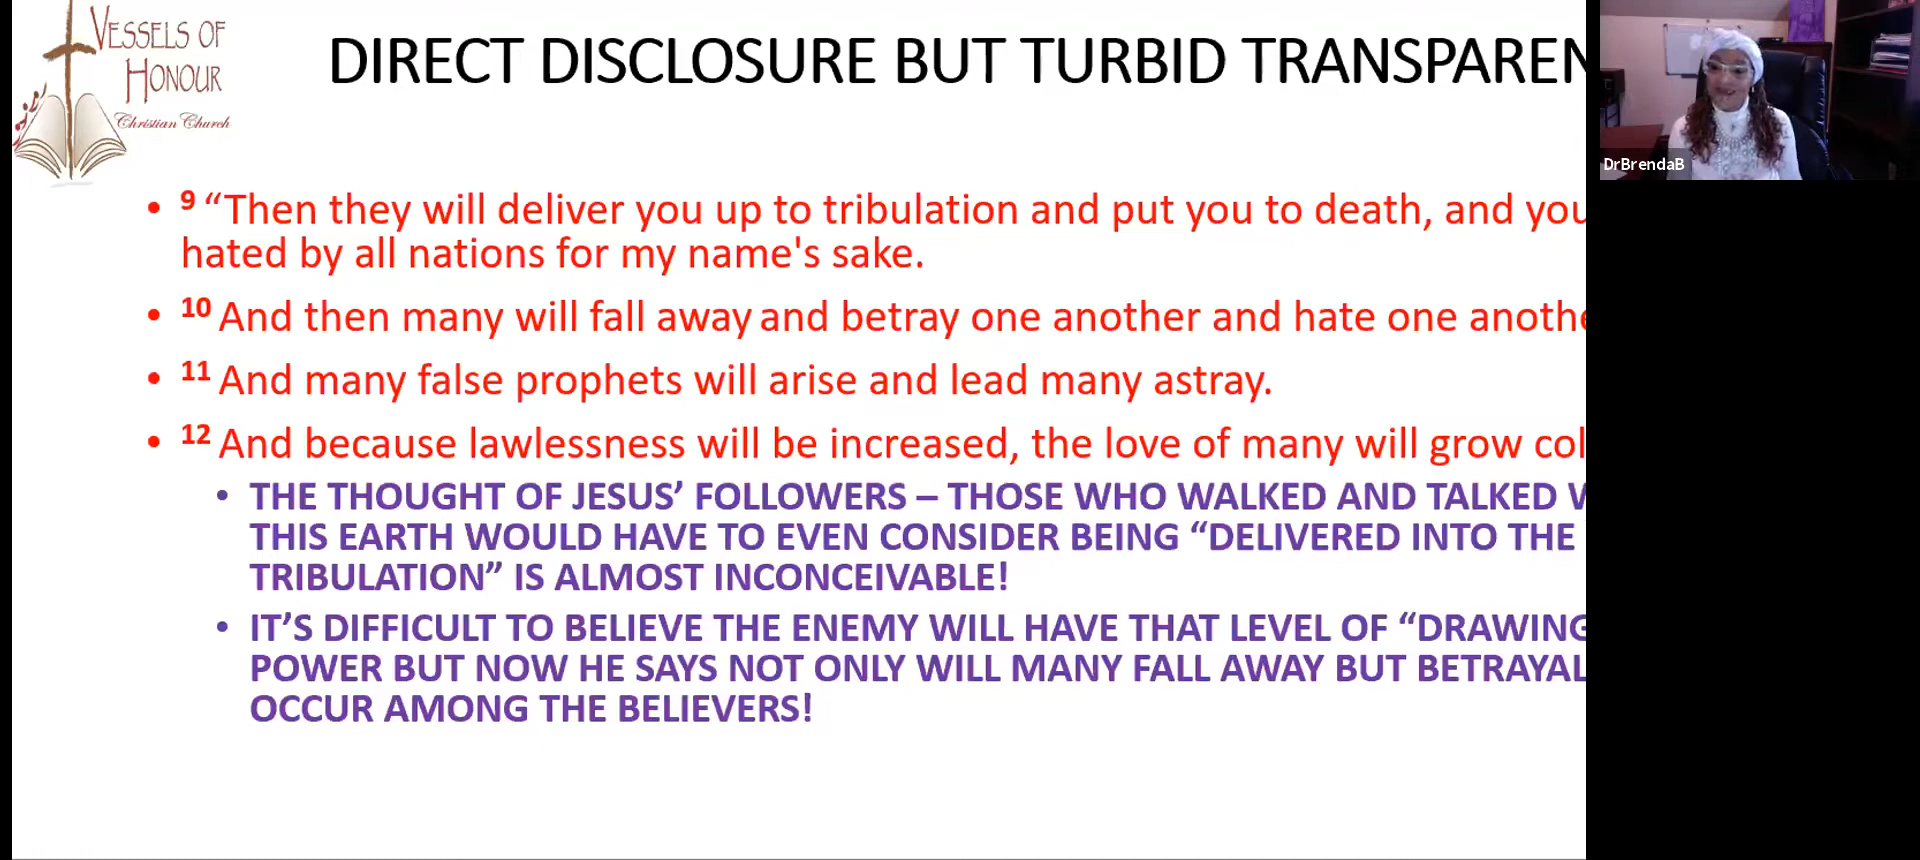 VESSELS OF
HONOUR
Christian Church
DIRECT DISCLOSURE BUT TURBID TRANSPAREN
DrBrendaB
• 9 “Then they will deliver you up to tribulation and put you to death, and you
hated by all nations for my name's sake.
• 10 And then many will fall away and betray one another and hate one anothe
• 11 And many false prophets will arise and lead many astray.
• 12 And because lawlessness will be increased, the love of many will grow col
• THE THOUGHT OF JESUS’ FOLLOWERS – THOSE WHO WALKED AND TALKED W
THIS EARTH WOULD HAVE TO EVEN CONSIDER BEING “DELIVERED INTO THE
TRIBULATION” IS ALMOST INCONCEIVABLE!
• IT’S DIFFICULT TO BELIEVE THE ENEMY WILL HAVE THAT LEVEL OF “DRAWING
POWER BUT NOW HE SAYS NOT ONLY WILL MANY FALL AWAY BUT BETRAYAL
OCCUR AMONG THE BELIEVERS!